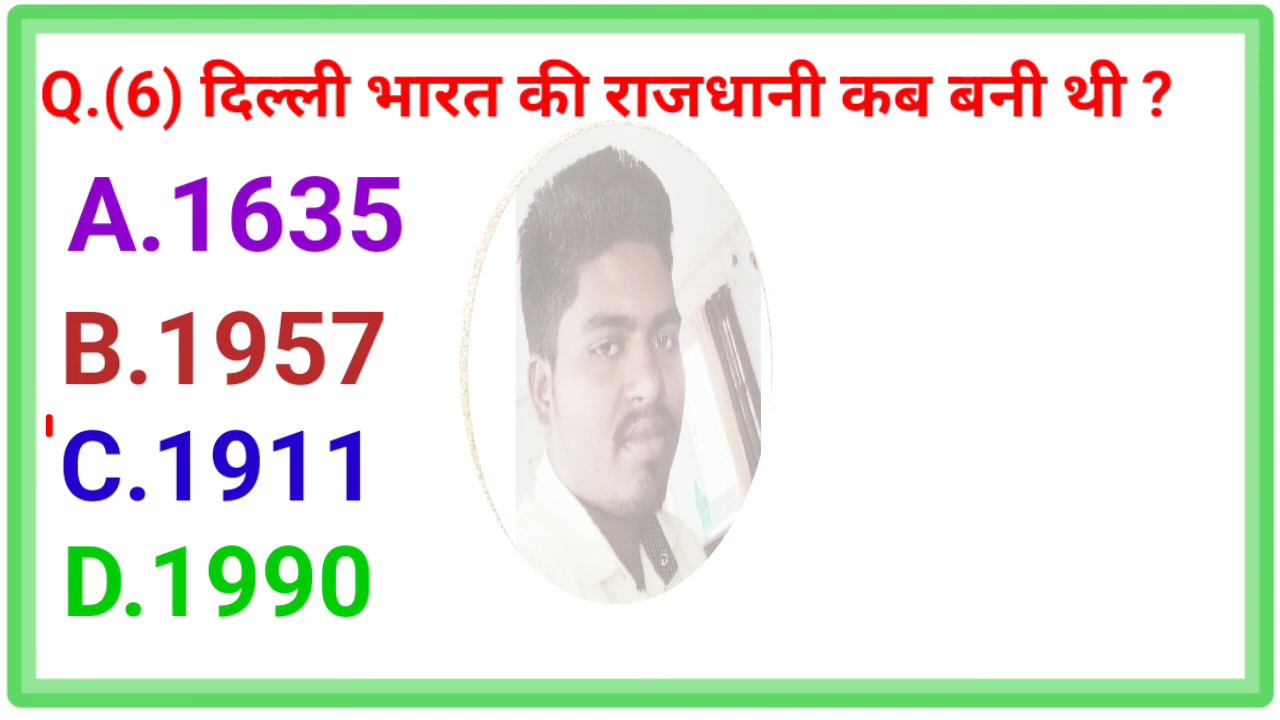 Q.(6) दिल्ली भारत की राजधानी कब बनी थी ?
A.1635
B.1957
C.1911
D.1990